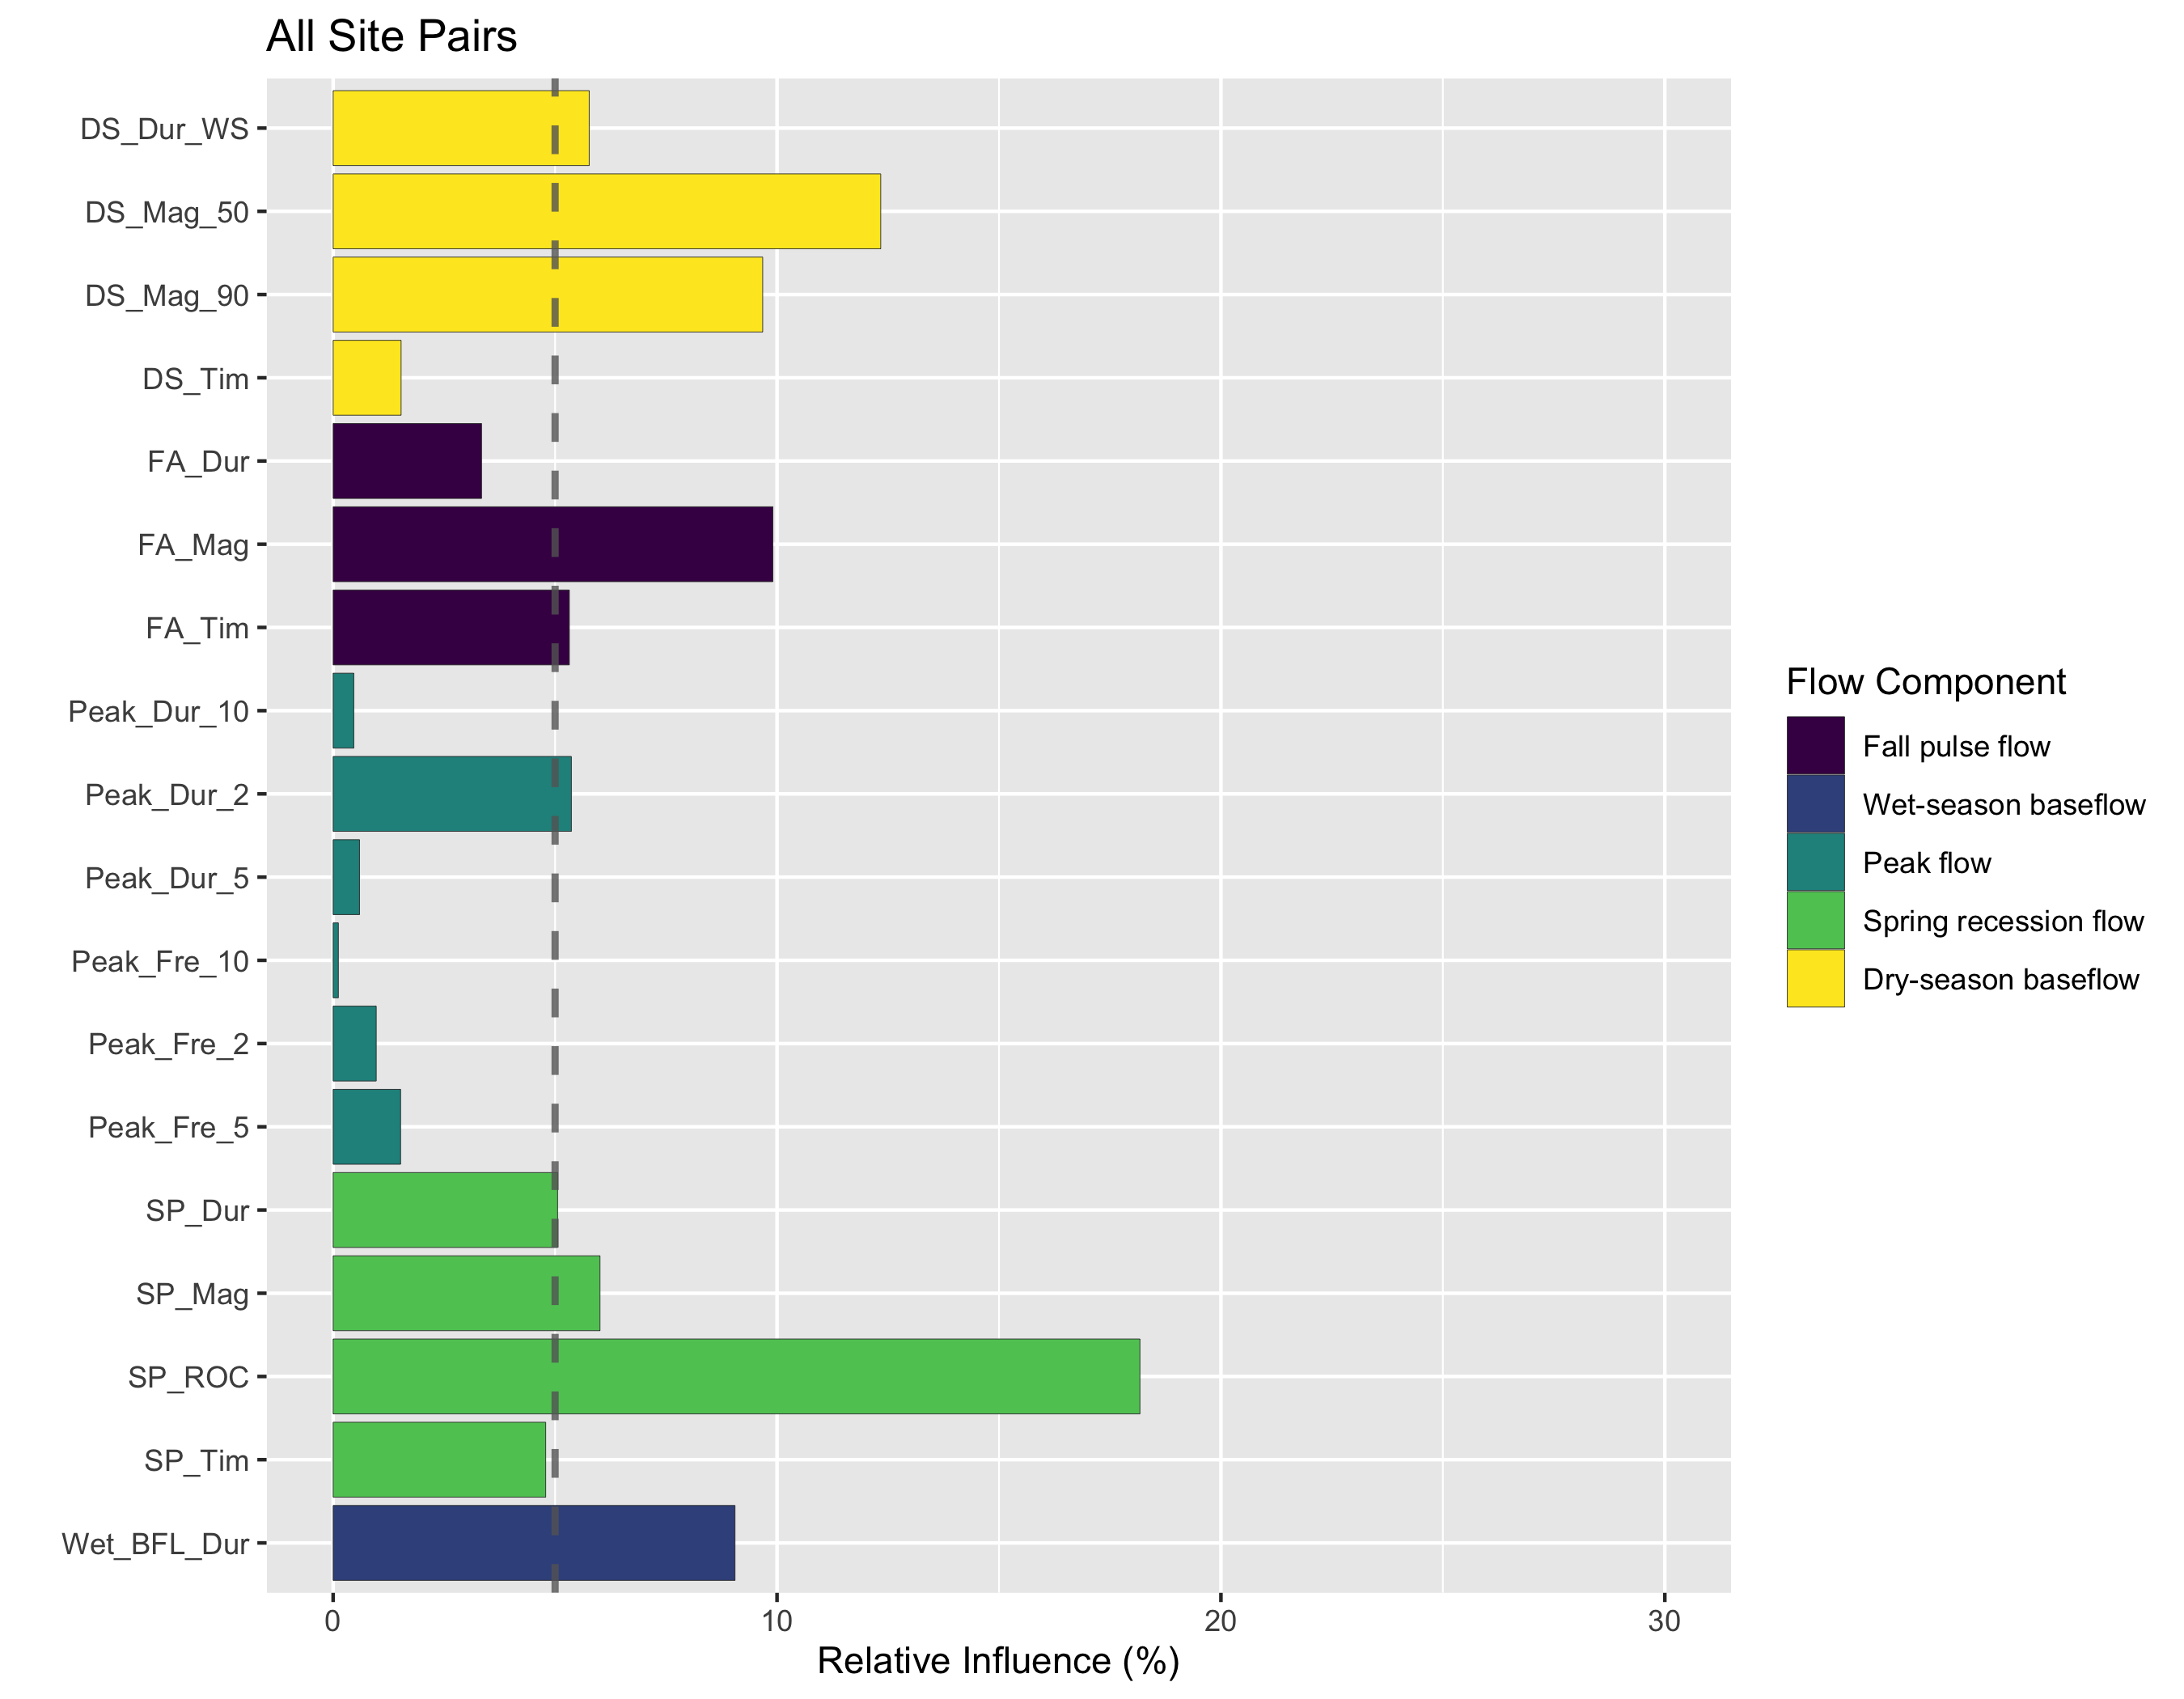 All Site Pairs
DS_Dur_WS
DS_Mag_50
DS_Mag_90
DS_Tim
FA_Dur
FA_Mag
FA_Tim
Peak_Dur_10
Peak_Dur_2
Peak_Dur_5
Peak_Fre_10
Peak_Fre_2
Peak_Fre_5
SP_Dur
SP_Mag
SP_ROC
SP_Tim
Wet_BFL_Dur
0 10 20 30
Relative Influence (%)
Flow Component
Fall pulse flow
Wet-season baseflow
Peak flow
Spring recession flow
Dry-season baseflow